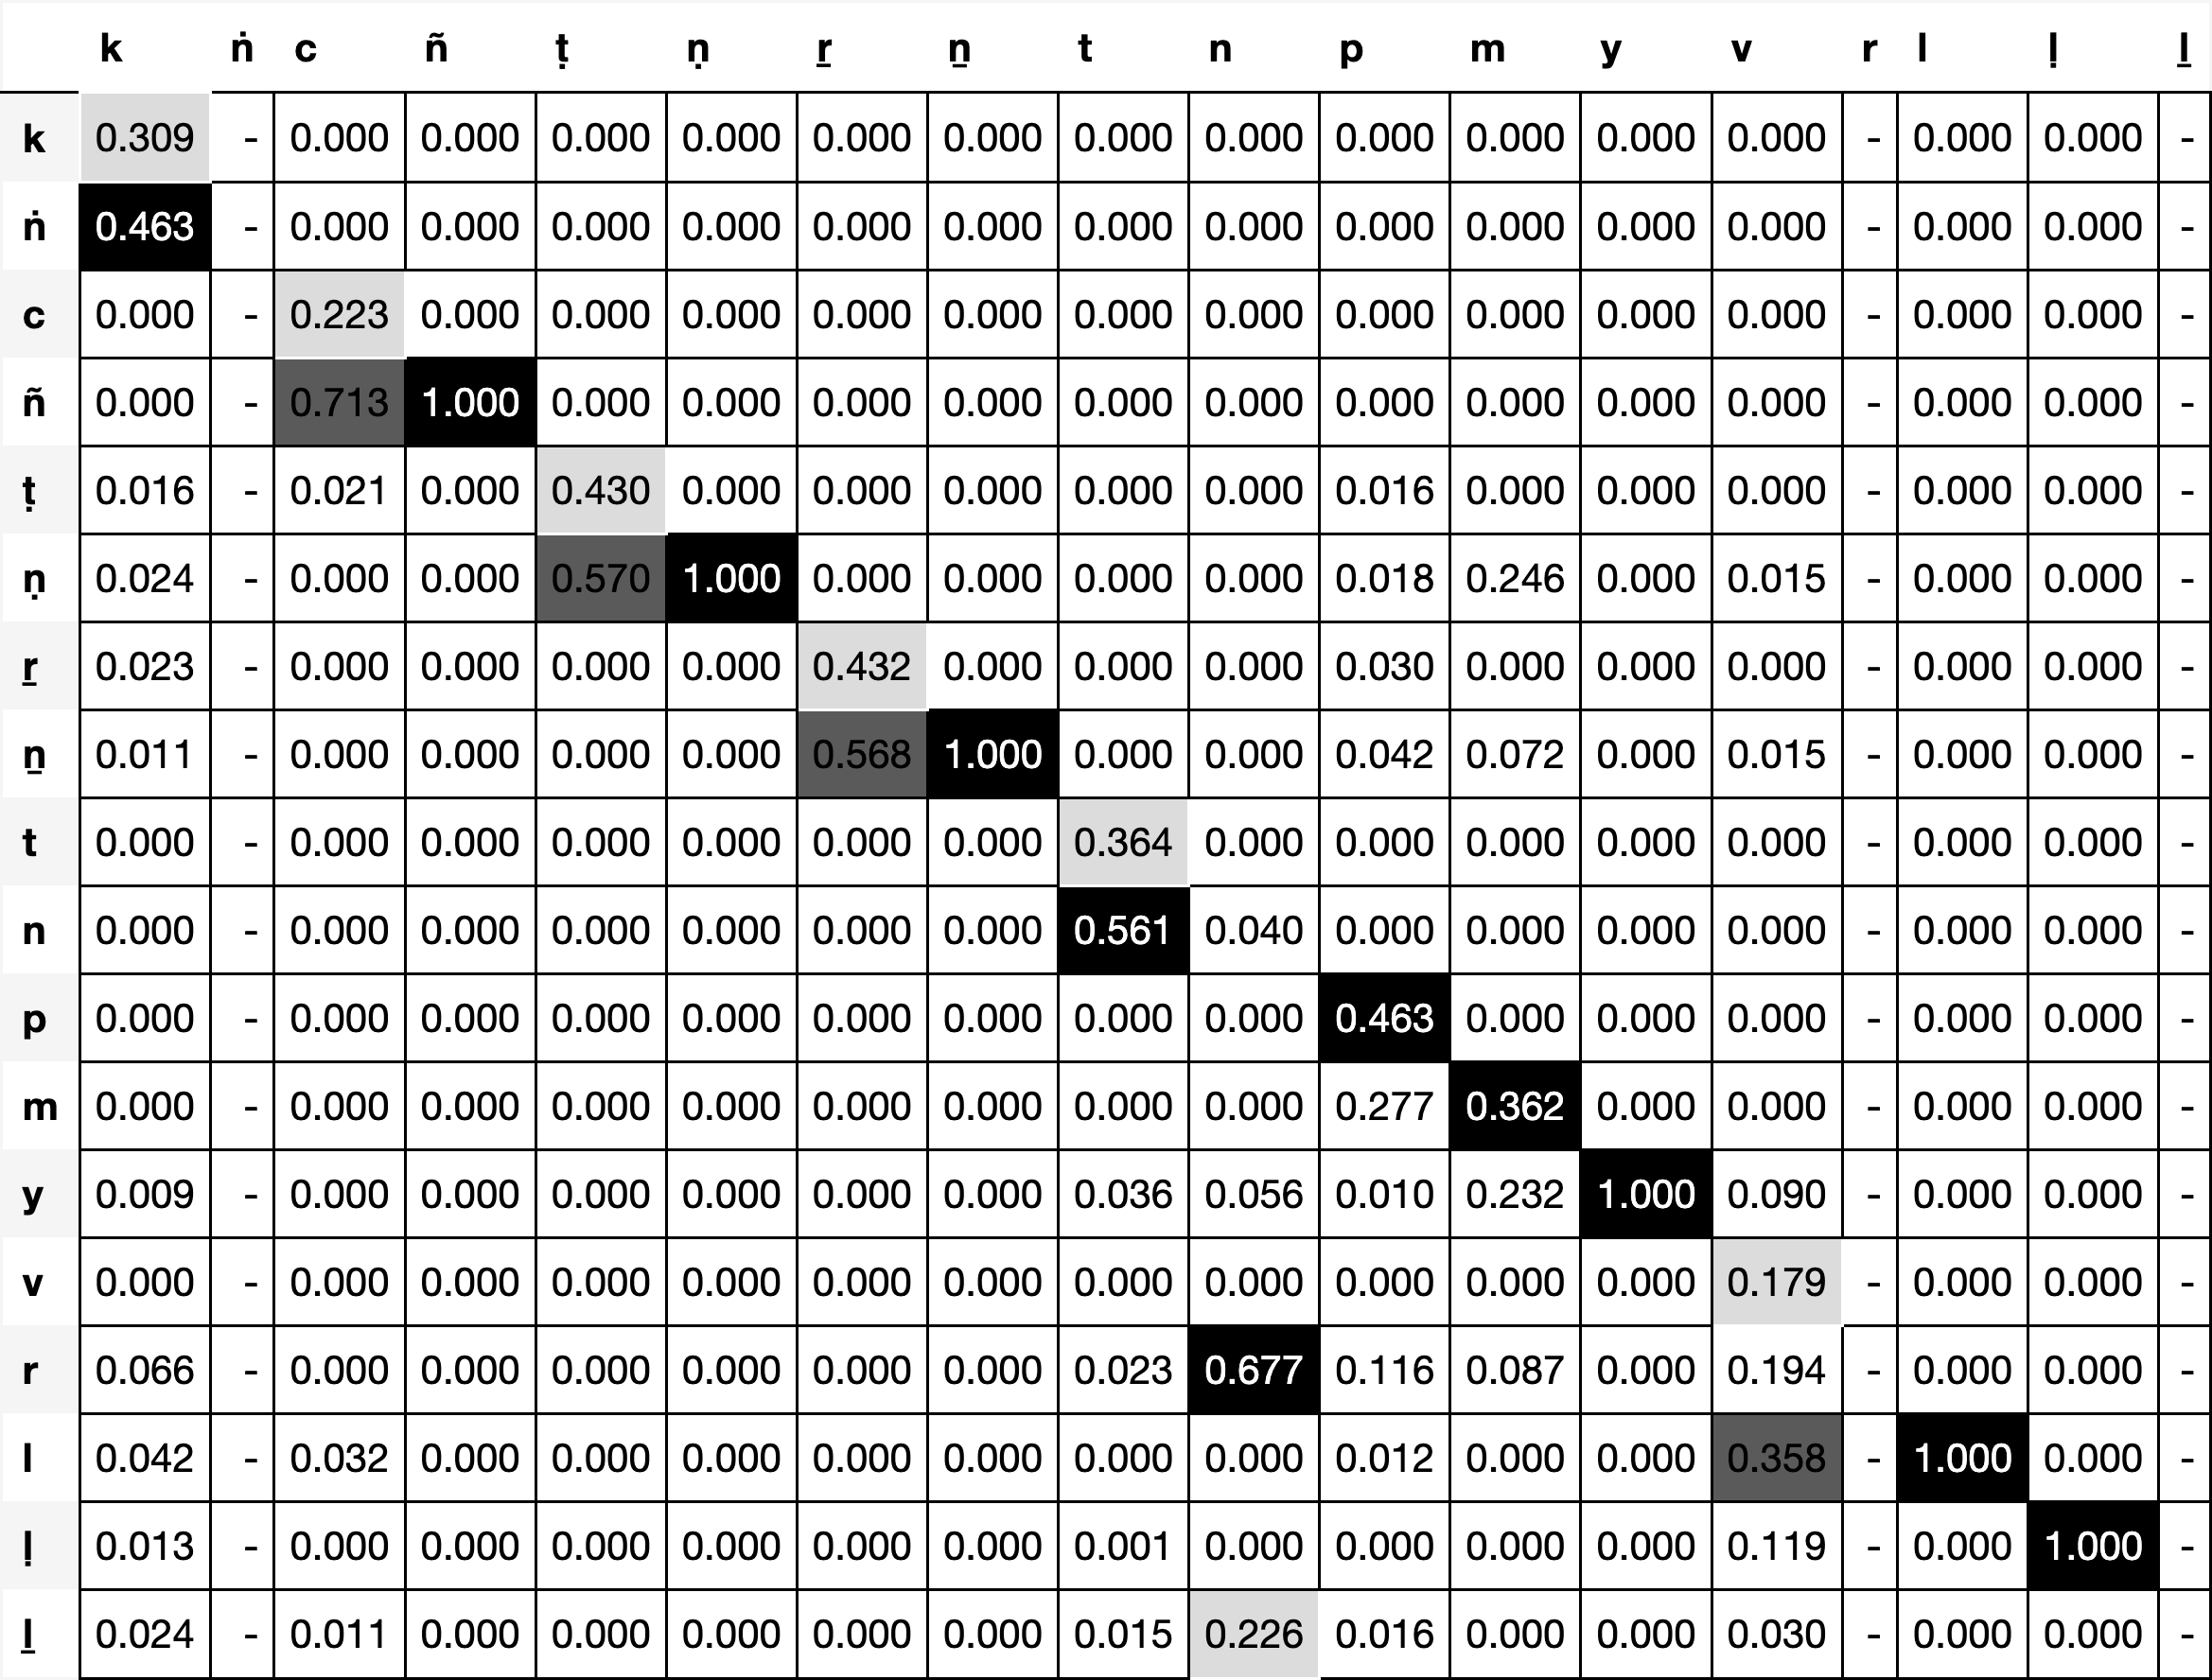 k ṅ c ñ ṭ ṇ ṟ ṉ t n p m y v r l ḷ ḻ
k 0.309 - 0.000 0.000 0.000 0.000 0.000 0.000 0.000 0.000 0.000 0.000 0.000 0.000 - 0.000 0.000 -
ṅ 0.463 - 0.000 0.000 0.000 0.000 0.000 0.000 0.000 0.000 0.000 0.000 0.000 0.000 - 0.000 0.000 -
c 0.000 - 0.223 0.000 0.000 0.000 0.000 0.000 0.000 0.000 0.000 0.000 0.000 0.000 - 0.000 0.000 -
ñ 0.000 - 0.713 1.000 0.000 0.000 0.000 0.000 0.000 0.000 0.000 0.000 0.000 0.000 - 0.000 0.000 -
ṭ 0.016 - 0.021 0.000 0.430 0.000 0.000 0.000 0.000 0.000 0.016 0.000 0.000 0.000 - 0.000 0.000 -
ṇ 0.024 - 0.000 0.000 0.570 1.000 0.000 0.000 0.000 0.000 0.018 0.246 0.000 0.015 - 0.000 0.000 -
ṟ 0.023 - 0.000 0.000 0.000 0.000 0.432 0.000 0.000 0.000 0.030 0.000 0.000 0.000 - 0.000 0.000 -
ṉ 0.011 - 0.000 0.000 0.000 0.000 0.568 1.000 0.000 0.000 0.042 0.072 0.000 0.015 - 0.000 0.000 -
t 0.000 - 0.000 0.000 0.000 0.000 0.000 0.000 0.364 0.000 0.000 0.000 0.000 0.000 - 0.000 0.000 -
n 0.000 - 0.000 0.000 0.000 0.000 0.000 0.000 0.561 0.040 0.000 0.000 0.000 0.000 - 0.000 0.000 -
p 0.000 - 0.000 0.000 0.000 0.000 0.000 0.000 0.000 0.000 0.463 0.000 0.000 0.000 - 0.000 0.000 -
m 0.000 - 0.000 0.000 0.000 0.000 0.000 0.000 0.000 0.000 0.277 0.362 0.000 0.000 - 0.000 0.000 -
y 0.009 - 0.000 0.000 0.000 0.000 0.000 0.000 0.036 0.056 0.010 0.232 1.000 0.090 - 0.000 0.000 -
v 0.000 - 0.000 0.000 0.000 0.000 0.000 0.000 0.000 0.000 0.000 0.000 0.000 0.179 - 0.000 0.000 -
r 0.066 - 0.000 0.000 0.000 0.000 0.000 0.000 0.023 0.677 0.116 0.087 0.000 0.194 - 0.000 0.000 -
l 0.042 - 0.032 0.000 0.000 0.000 0.000 0.000 0.000 0.000 0.012 0.000 0.000 0.358 - 1.000 0.000 -
ḷ 0.013 - 0.000 0.000 0.000 0.000 0.000 0.000 0.001 0.000 0.000 0.000 0.000 0.119 - 0.000 1.000 -
ḻ 0.024 - 0.011 0.000 0.000 0.000 0.000 0.000 0.015 0.226 0.016 0.000 0.000 0.030 - 0.000 0.000 -